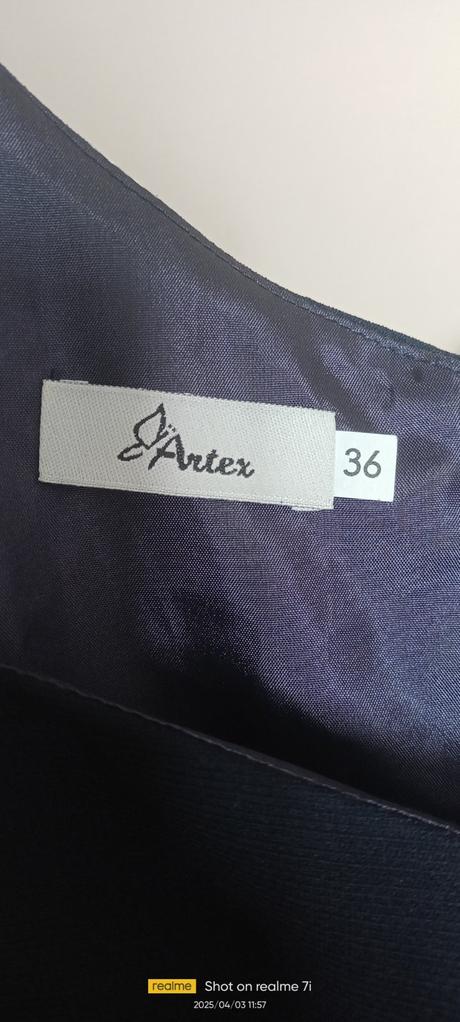 Artex
36
realme Shot on realme 7i
2025/04/03 11:57